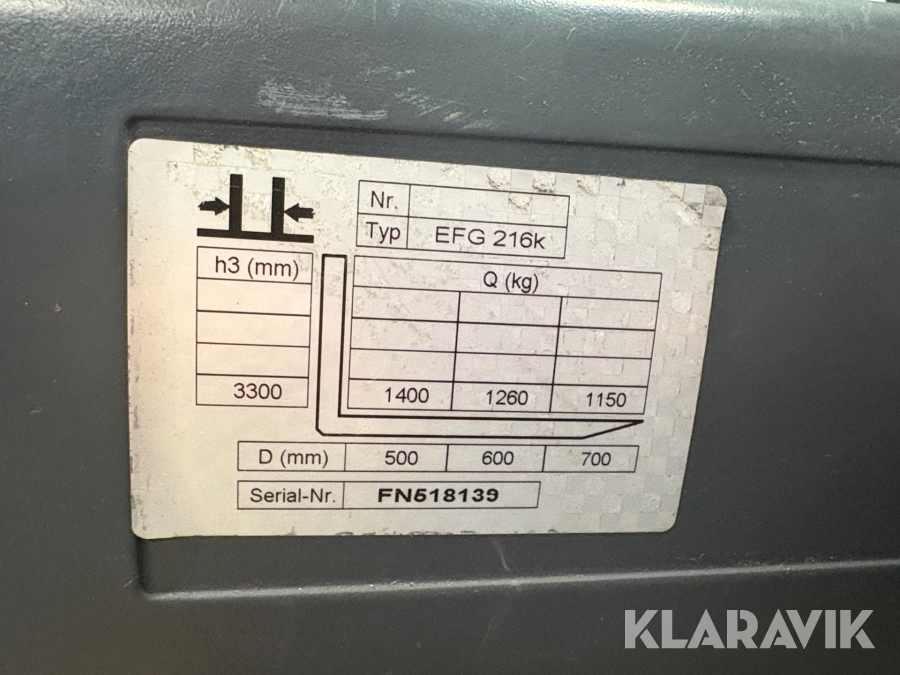 Nr.
Typ EFG 216k
h3 (mm) Q (kg)
3300 1400 1260 1150
D (mm) 500 600 700
Serial-Nr. FN518139
KLARAVIK